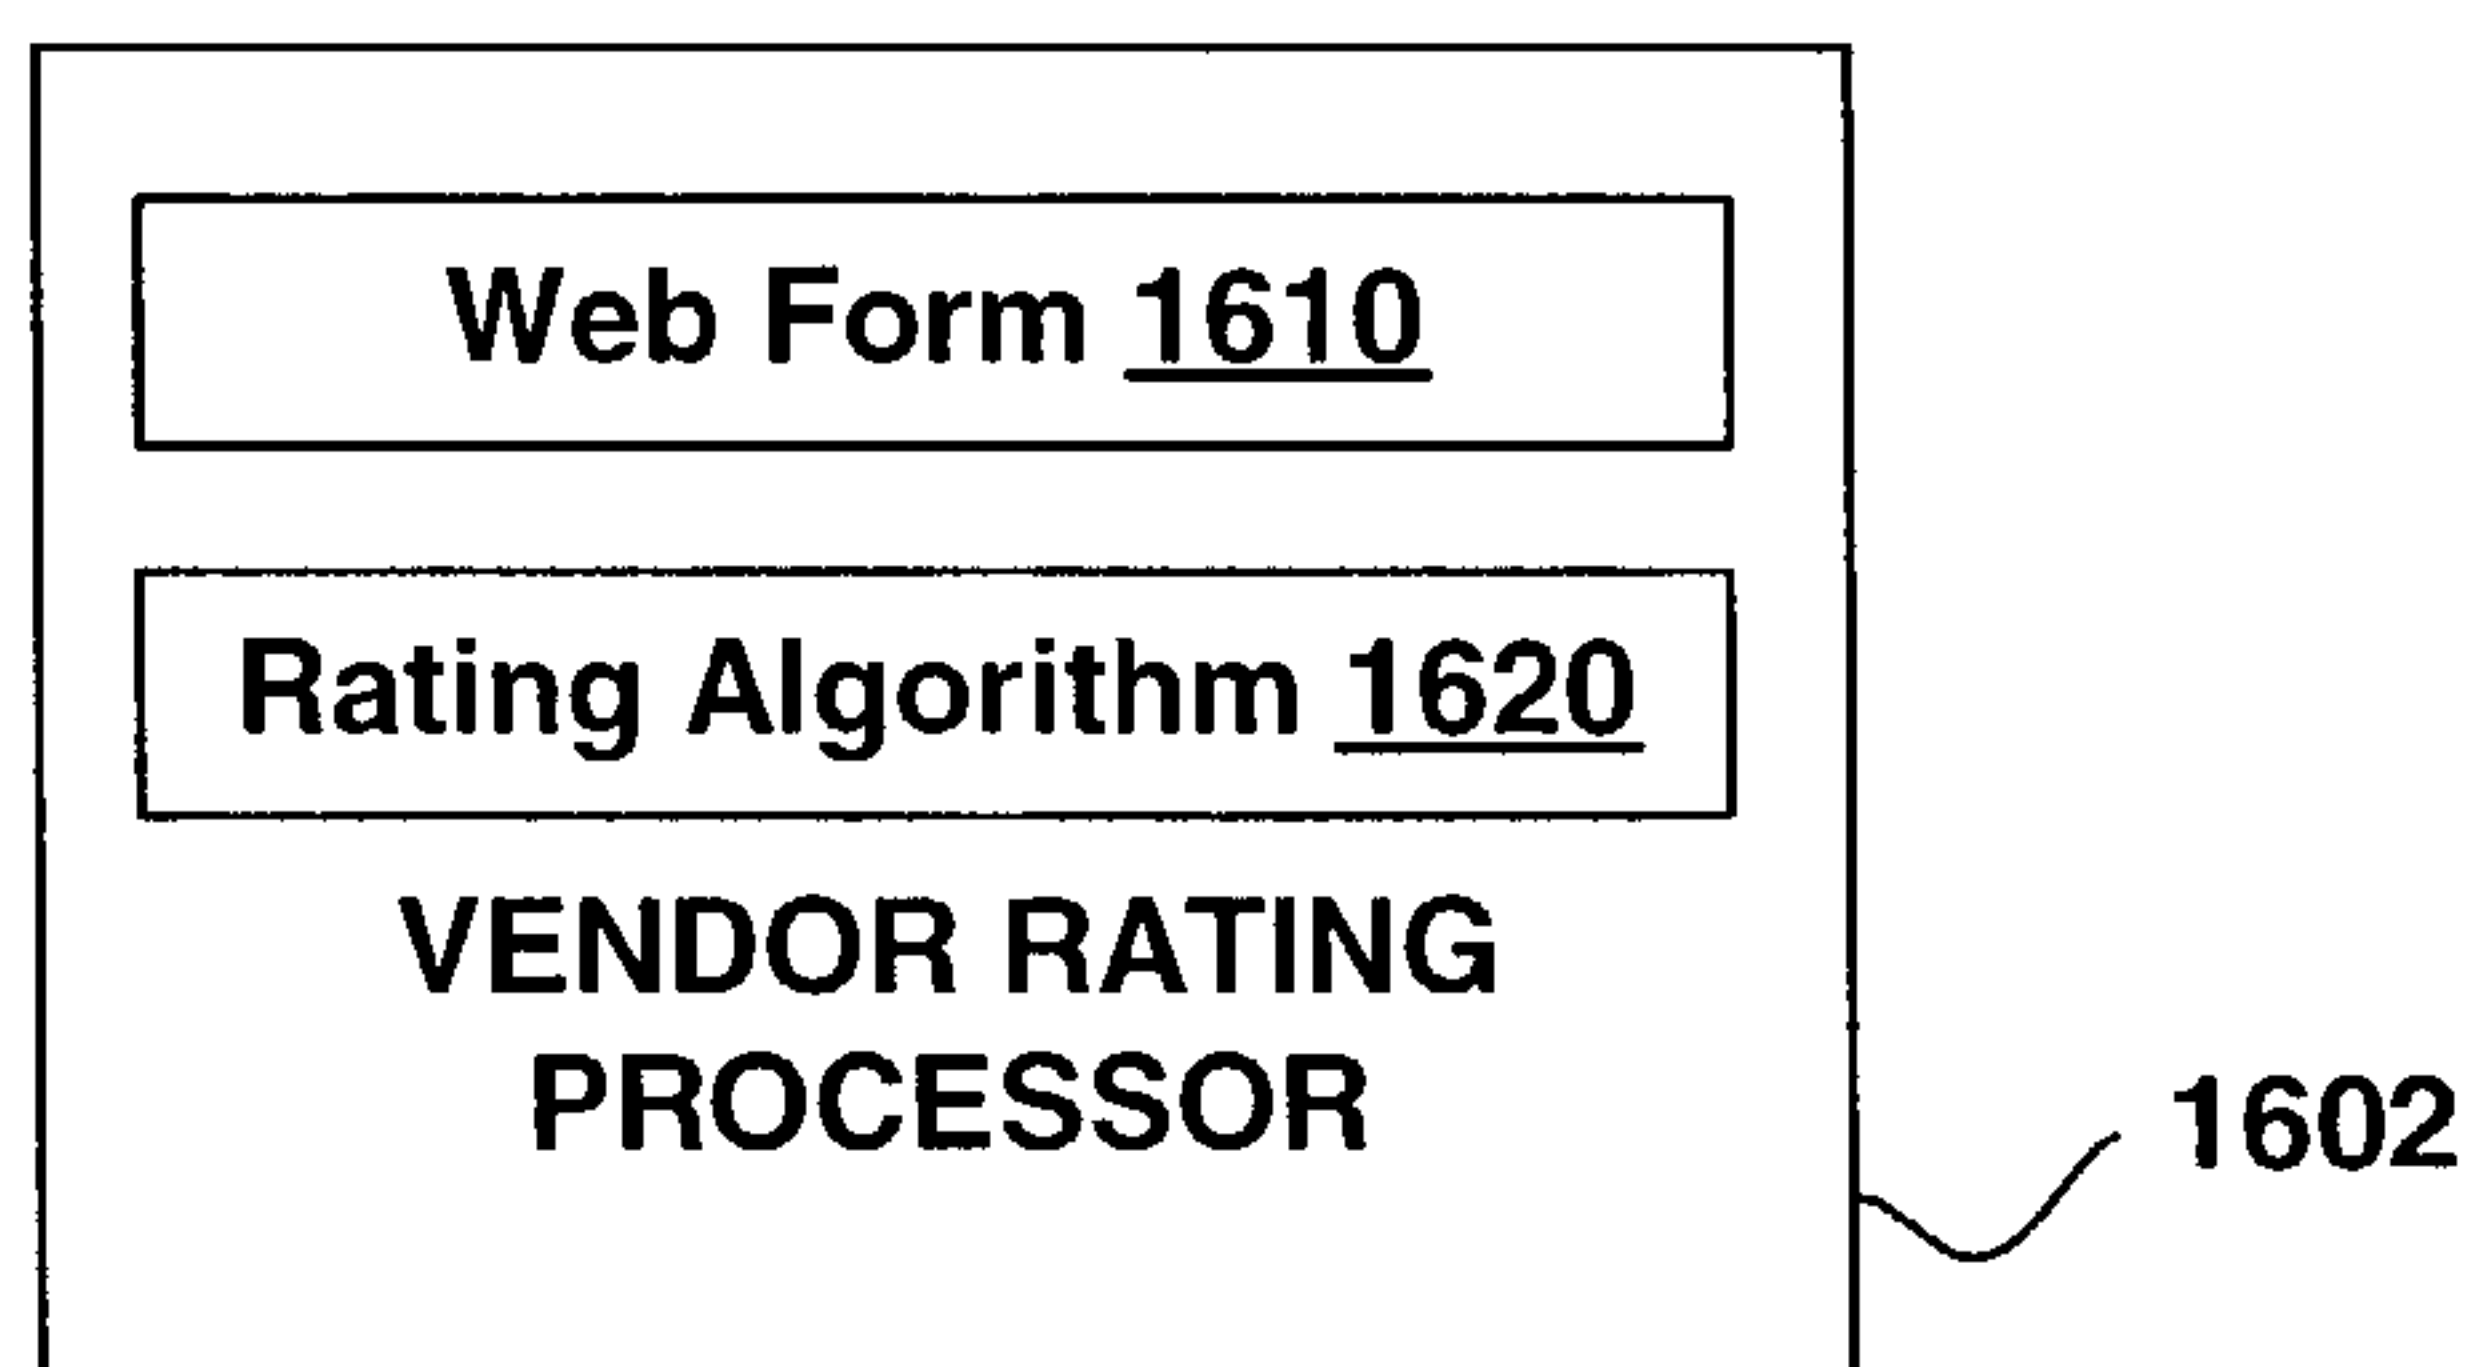 Web Form 1610
Rating Algorithm 1620
VENDOR RATING
PROCESSOR
1602